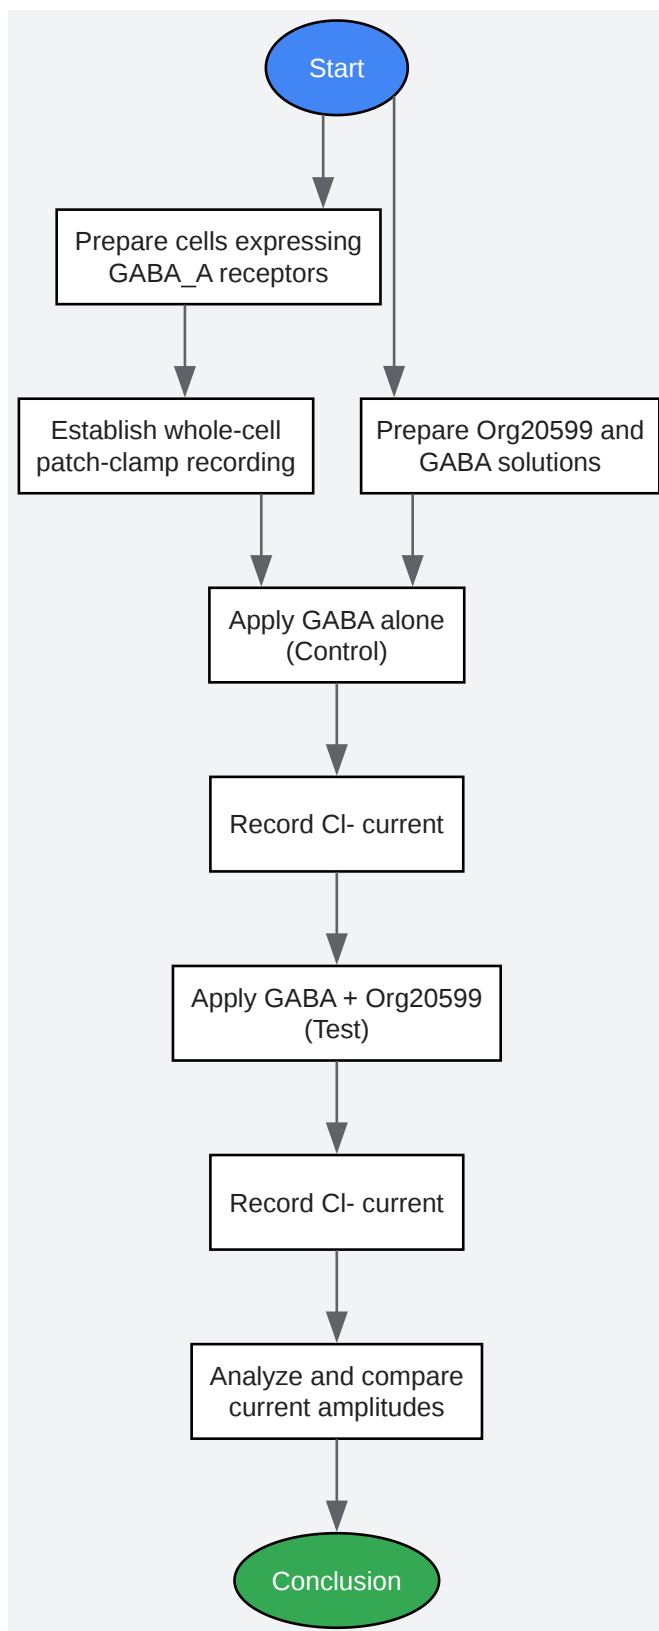 Start
Prepare cells expressing
GABA_A receptors
Establish whole-cell
patch-clamp recording
Prepare Org20599 and
GABA solutions
Apply GABA alone
(Control)
Record Cl- current
Apply GABA + Org20599
(Test)
Record Cl- current
Analyze and compare
current amplitudes
Conclusion